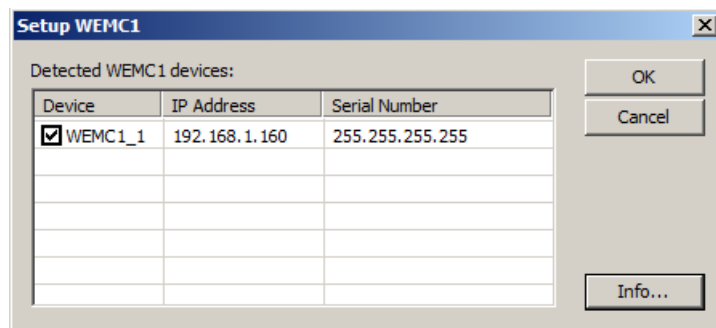 Setup WEMC1
Detected WEMC1 devices:
OK
Cancel
Device IP Address Serial Number
WEMC1_1 192.168.1.160 255.255.255.255
Info...